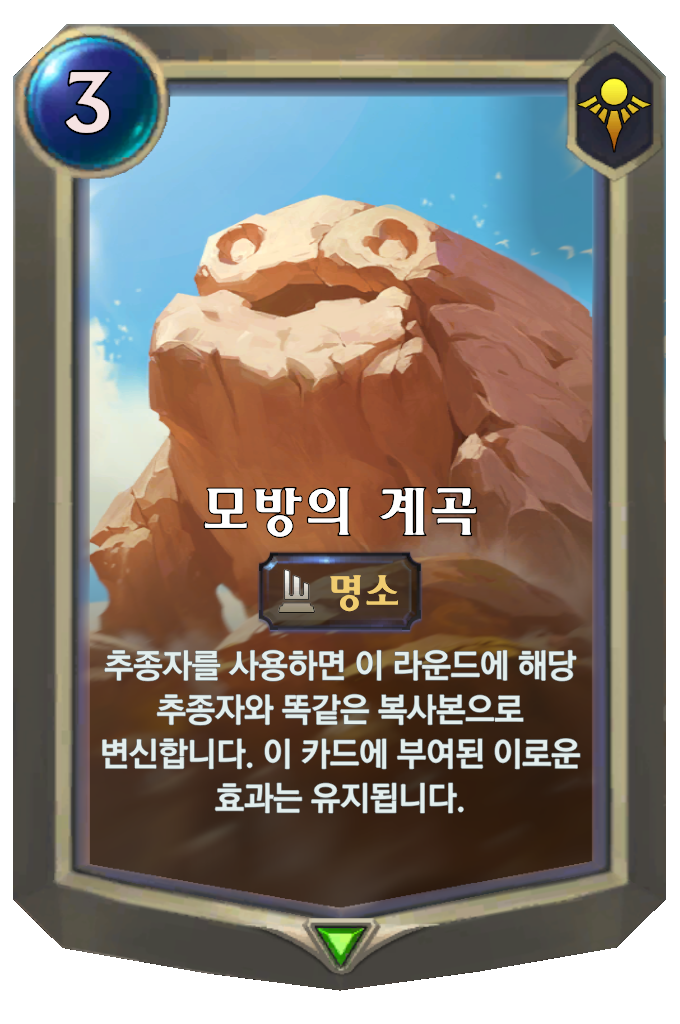 3
모방의 계곡
명소
추종자를 사용하면 이 라운드에 해당
추종자와 똑같은 복사본으로
변신합니다. 이 카드에 부여된 이로운
효과는 유지됩니다.